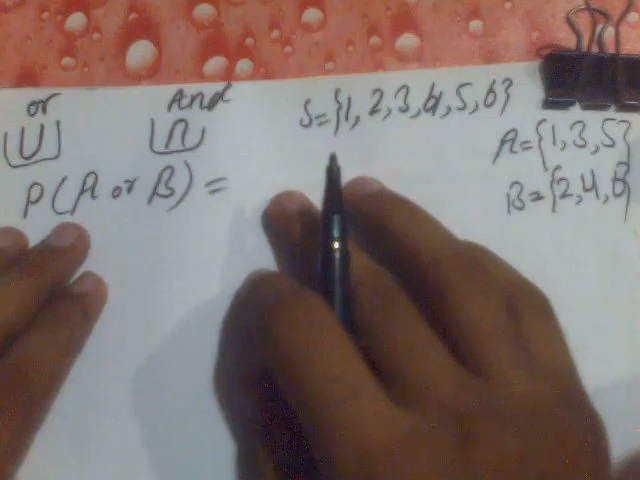 or And
U ∩
S={1, 2, 3, 4, 5, 6}
A={1, 3, 5}
B={2, 4, 6}
P(A or B) =